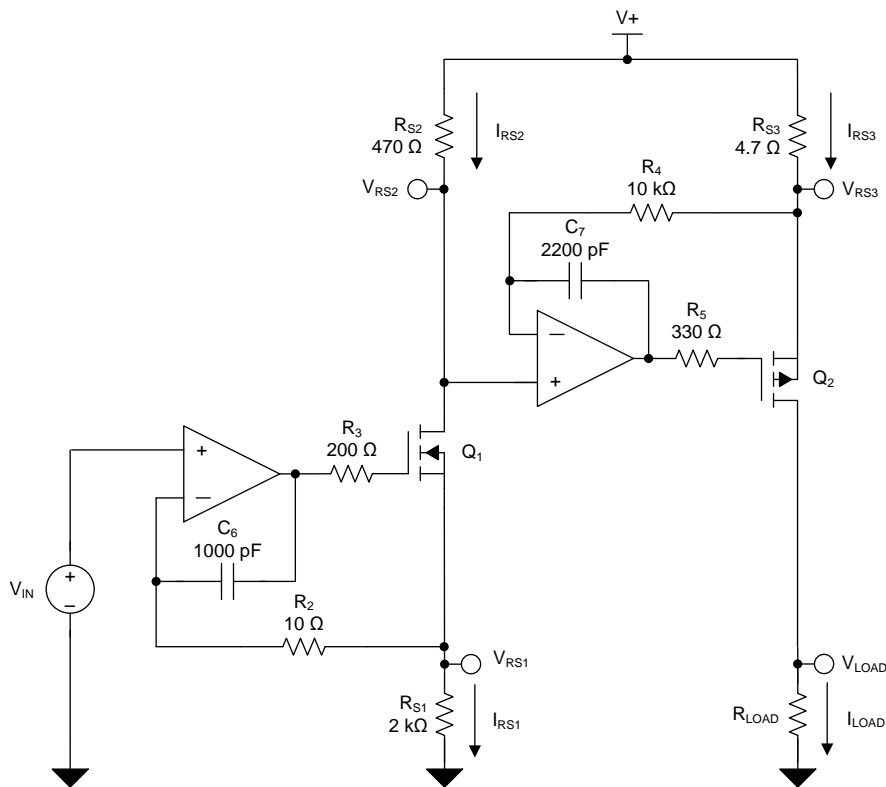 V+
R_S2
470 Ω
I_RS2
R_S3
4.7 Ω
I_RS3
V_RS2
R_4
10 kΩ
V_RS3
C_7
2200 pF
R_5
330 Ω
−
+
Q_2
R_3
200 Ω
Q_1
+
−
C_6
1000 pF
V_IN
+
−
R_2
10 Ω
V_RS1
V_LOAD
R_S1
2 kΩ
I_RS1
R_LOAD
I_LOAD